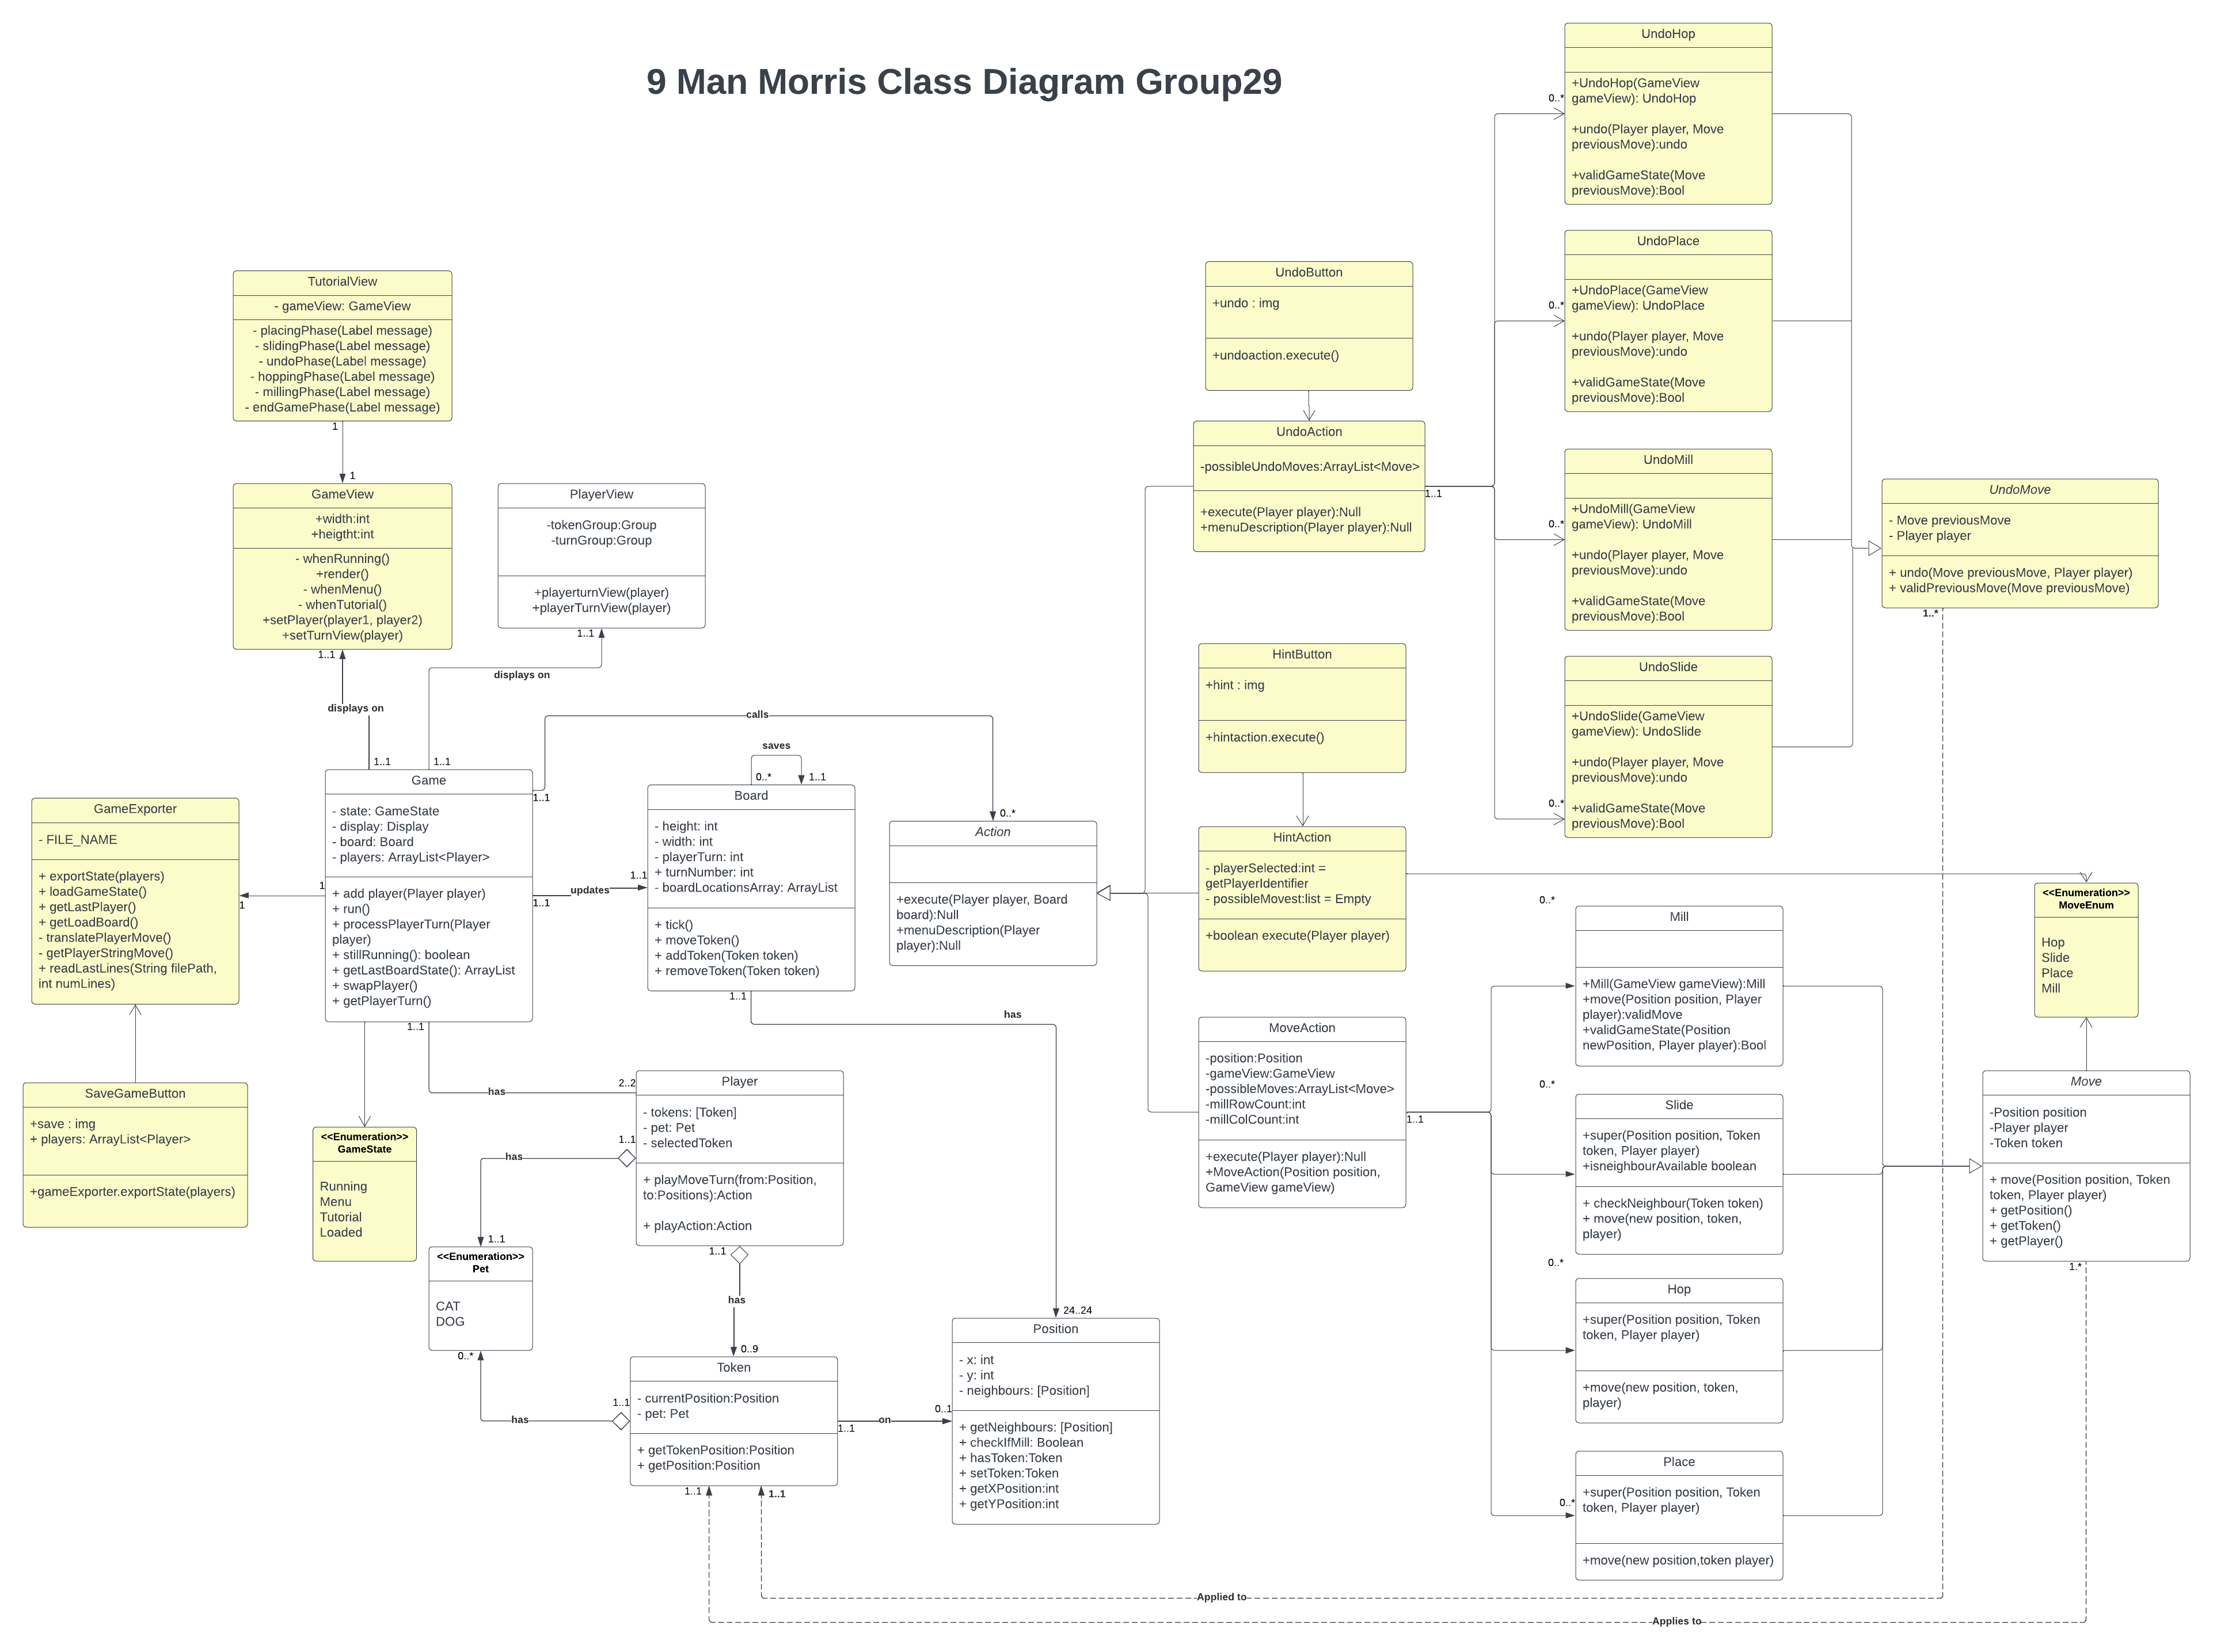 9 Man Morris Class Diagram Group29
UndoHop
+UndoHop(GameView
gameView): UndoHop
+undo(Player player, Move
previousMove):undo
+validGameState(Move
previousMove):Bool
0..*
UndoPlace
+UndoPlace(GameView
gameView): UndoPlace
+undo(Player player, Move
previousMove):undo
+validGameState(Move
previousMove):Bool
0..*
UndoMill
+UndoMill(GameView
gameView): UndoMill
+undo(Player player, Move
previousMove):undo
+validGameState(Move
previousMove):Bool
0..*
UndoSlide
+UndoSlide(GameView
gameView): UndoSlide
+undo(Player player, Move
previousMove):undo
+validGameState(Move
previousMove):Bool
0..*
UndoMove
- Move previousMove
- Player player
+ undo(Move previousMove, Player player)
+ validPreviousMove(Move previousMove)
1..*
UndoButton
+undo : img
+undoaction.execute()
UndoAction
-possibleUndoMoves:ArrayList<Move>
+execute(Player player):Null
+menuDescription(Player player):Null
1..1
TutorialView
- gameView: GameView
- placingPhase(Label message)
- slidingPhase(Label message)
- undoPhase(Label message)
- hoppingPhase(Label message)
- millingPhase(Label message)
- endGamePhase(Label message)
1
1
GameView
+width:int
+heigtht:int
- whenRunning()
+render()
- whenMenu()
- whenTutorial()
+setPlayer(player1, player2)
+setTurnView(player)
1..1
displays on
1..1
PlayerView
-tokenGroup:Group
-turnGroup:Group
+playerturnView(player)
+playerTurnView(player)
1..1
displays on
1..1
HintButton
+hint : img
+hintaction.execute()
HintAction
- playerSelected:int =
getPlayerIdentifier
- possibleMovest:list = Empty
+boolean execute(Player player)
calls
1..1
0..*
saves
0..*
1..1
Game
- state: GameState
- display: Display
- board: Board
- players: ArrayList<Player>
+ add player(Player player)
+ run()
+ processPlayerTurn(Player
player)
+ stillRunning(): boolean
+ getLastBoardState(): ArrayList
+ swapPlayer()
+ getPlayerTurn()
1
1
GameExporter
- FILE_NAME
+ exportState(players)
+ loadGameState()
+ getLastPlayer()
+ getLoadBoard()
- translatePlayerMove()
- getPlayerStringMove()
+ readLastLines(String filePath,
int numLines)
SaveGameButton
+save : img
+ players: ArrayList<Player>
+gameExporter.exportState(players)
1..1
updates
1..1
Board
- height: int
- width: int
- playerTurn: int
+ turnNumber: int
- boardLocationsArray: ArrayList
+ tick()
+ moveToken()
+ addToken(Token token)
+ removeToken(Token token)
1..1
has
24..24
Action
+execute(Player player, Board
board):Null
+menuDescription(Player
player):Null
MoveAction
-position:Position
-gameView:GameView
-possibleMoves:ArrayList<Move>
-millRowCount:int
-millColCount:int
+execute(Player player):Null
+MoveAction(Position position,
GameView gameView)
1..1
0..*
Mill
+Mill(GameView gameView):Mill
+move(Position position, Player
player):validMove
+validGameState(Position
newPosition, Player player):Bool
0..*
Slide
+super(Position position, Token
token, Player player)
+isneighbourAvailable boolean
+ checkNeighbour(Token token)
+ move(new position, token,
player)
0..*
Hop
+super(Position position, Token
token, Player player)
+move(new position, token,
player)
0..*
Place
+super(Position position, Token
token, Player player)
+move(new position,token player)
<<Enumeration>>
MoveEnum
Hop
Slide
Place
Mill
Move
-Position position
-Player player
-Token token
+ move(Position position, Token
token, Player player)
+ getPosition()
+ getToken()
+ getPlayer()
1.*
<<Enumeration>>
GameState
Running
Menu
Tutorial
Loaded
1..1
has
2..2
Player
- tokens: [Token]
- pet: Pet
- selectedToken
+ playMoveTurn(from:Position,
to:Positions):Action
+ playAction:Action
1..1
has
1..1
<<Enumeration>>
Pet
CAT
DOG
0..*
has
1..1
1..1
has
0..9
Token
- currentPosition:Position
- pet: Pet
+ getTokenPosition:Position
+ getPosition:Position
1..1
on
0..1
Position
- x: int
- y: int
- neighbours: [Position]
+ getNeighbours: [Position]
+ checkIfMill: Boolean
+ hasToken:Token
+ setToken:Token
+ getXPosition:int
+ getYPosition:int
1..1
1..1
Applied to
Applies to